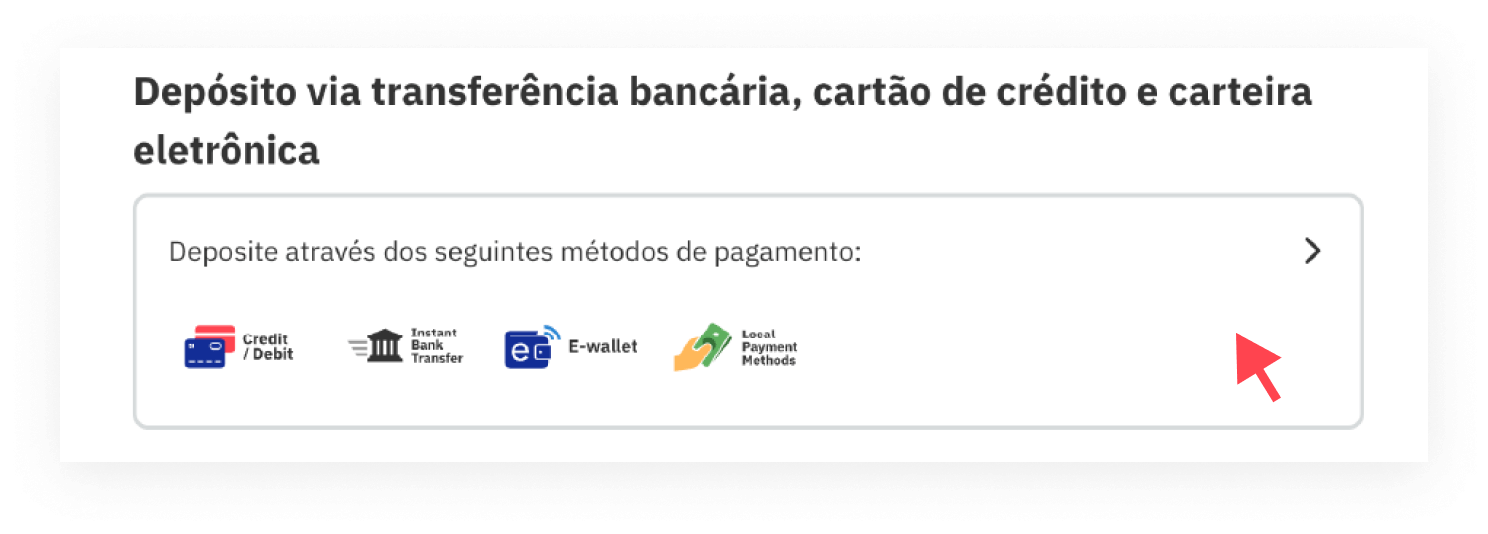 Depósito via transferência bancária, cartão de crédito e carteira
eletrônica
Deposite através dos seguintes métodos de pagamento:
Credit
/ Debit
Instant
Bank
Transfer
e
E-wallet
Local
Payment
Methods